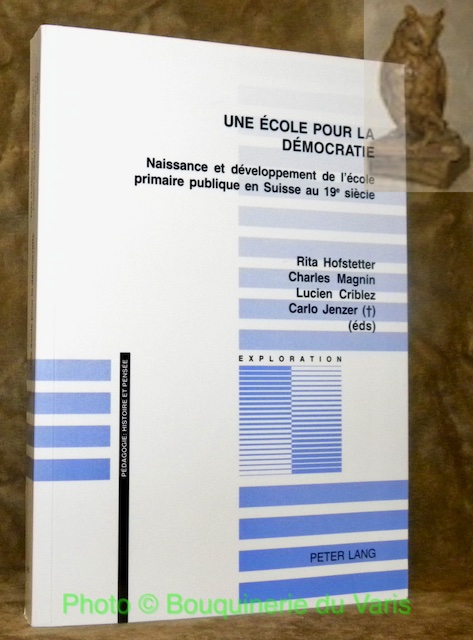 UNE ÉCOLE POUR LA
DÉMOCRATIE
Naissance et développement de l'école
primaire publique en Suisse au 19e siècle
Rita Hofstetter
Charles Magnin
Lucien Criblez
Carlo Jenzer (†)
(éds)
EXPLORATION
PÉDAGOGIE: HISTOIRE ET PENSÉE
PETER LANG
Photo © Bouquinerie du Varis